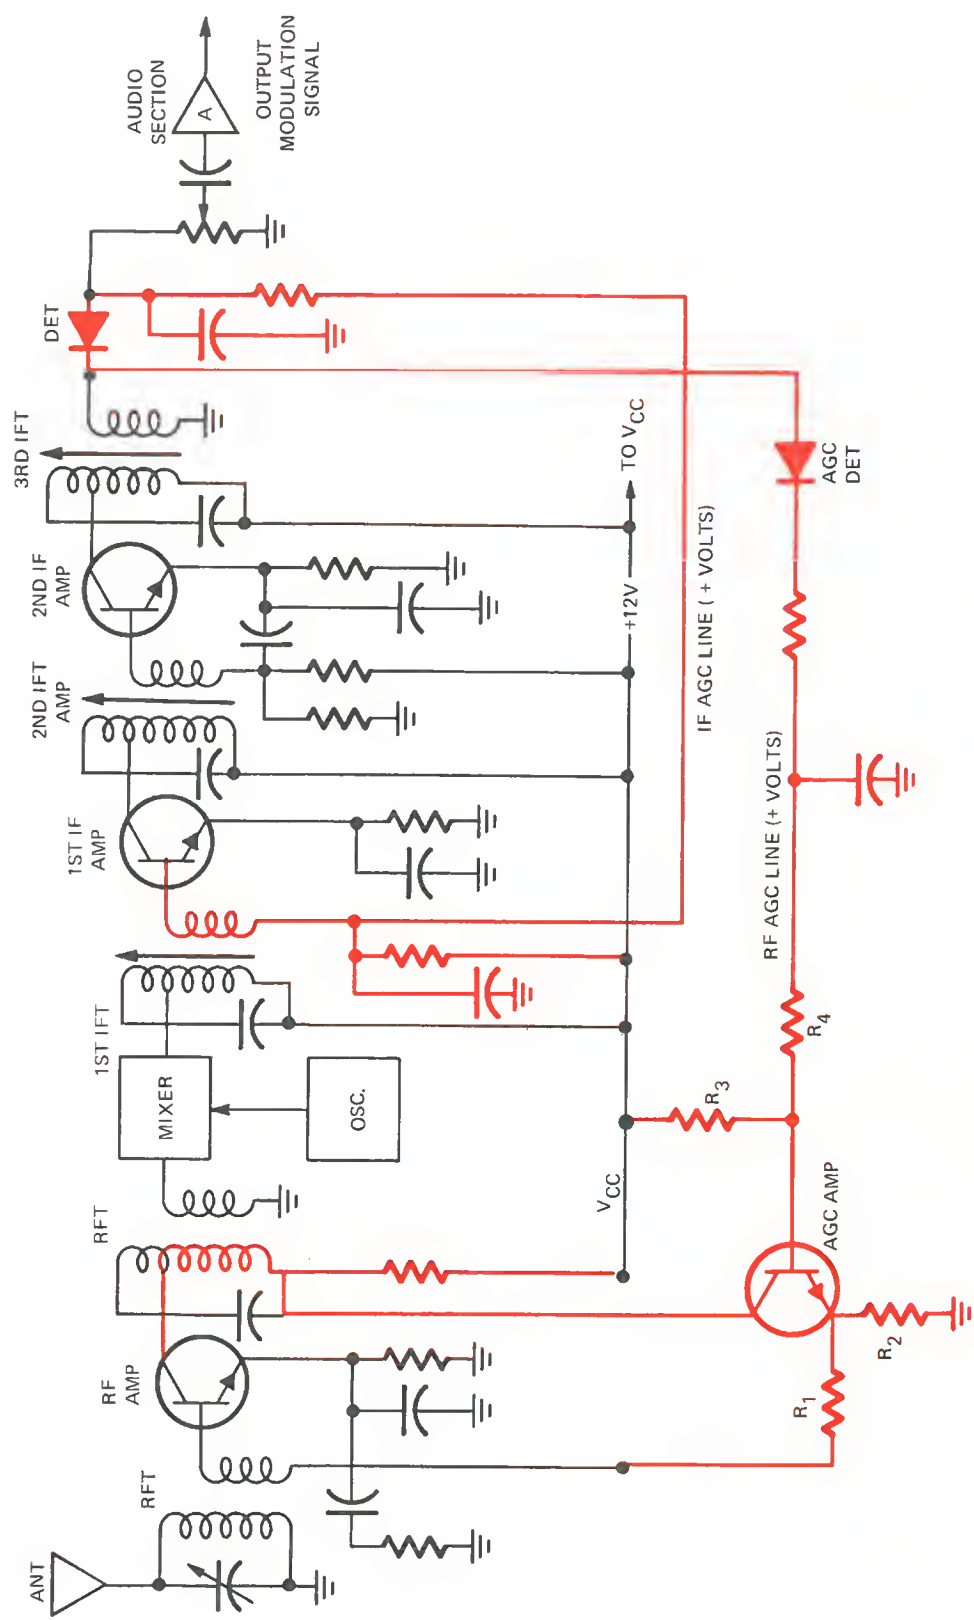 ANT
RFT
RF
AMP
RFT
MIXER
OSC.
1ST IFT
1ST IF
AMP
2ND IFT
AMP
2ND IF
AMP
3RD IFT
DET
AUDIO
SECTION
A
OUTPUT
MODULATION
SIGNAL
VCC
+12V
TO VCC
IF AGC LINE ( + VOLTS)
RF AGC LINE (+ VOLTS)
AGC
DET
R3
R4
AGC AMP
R1
R2